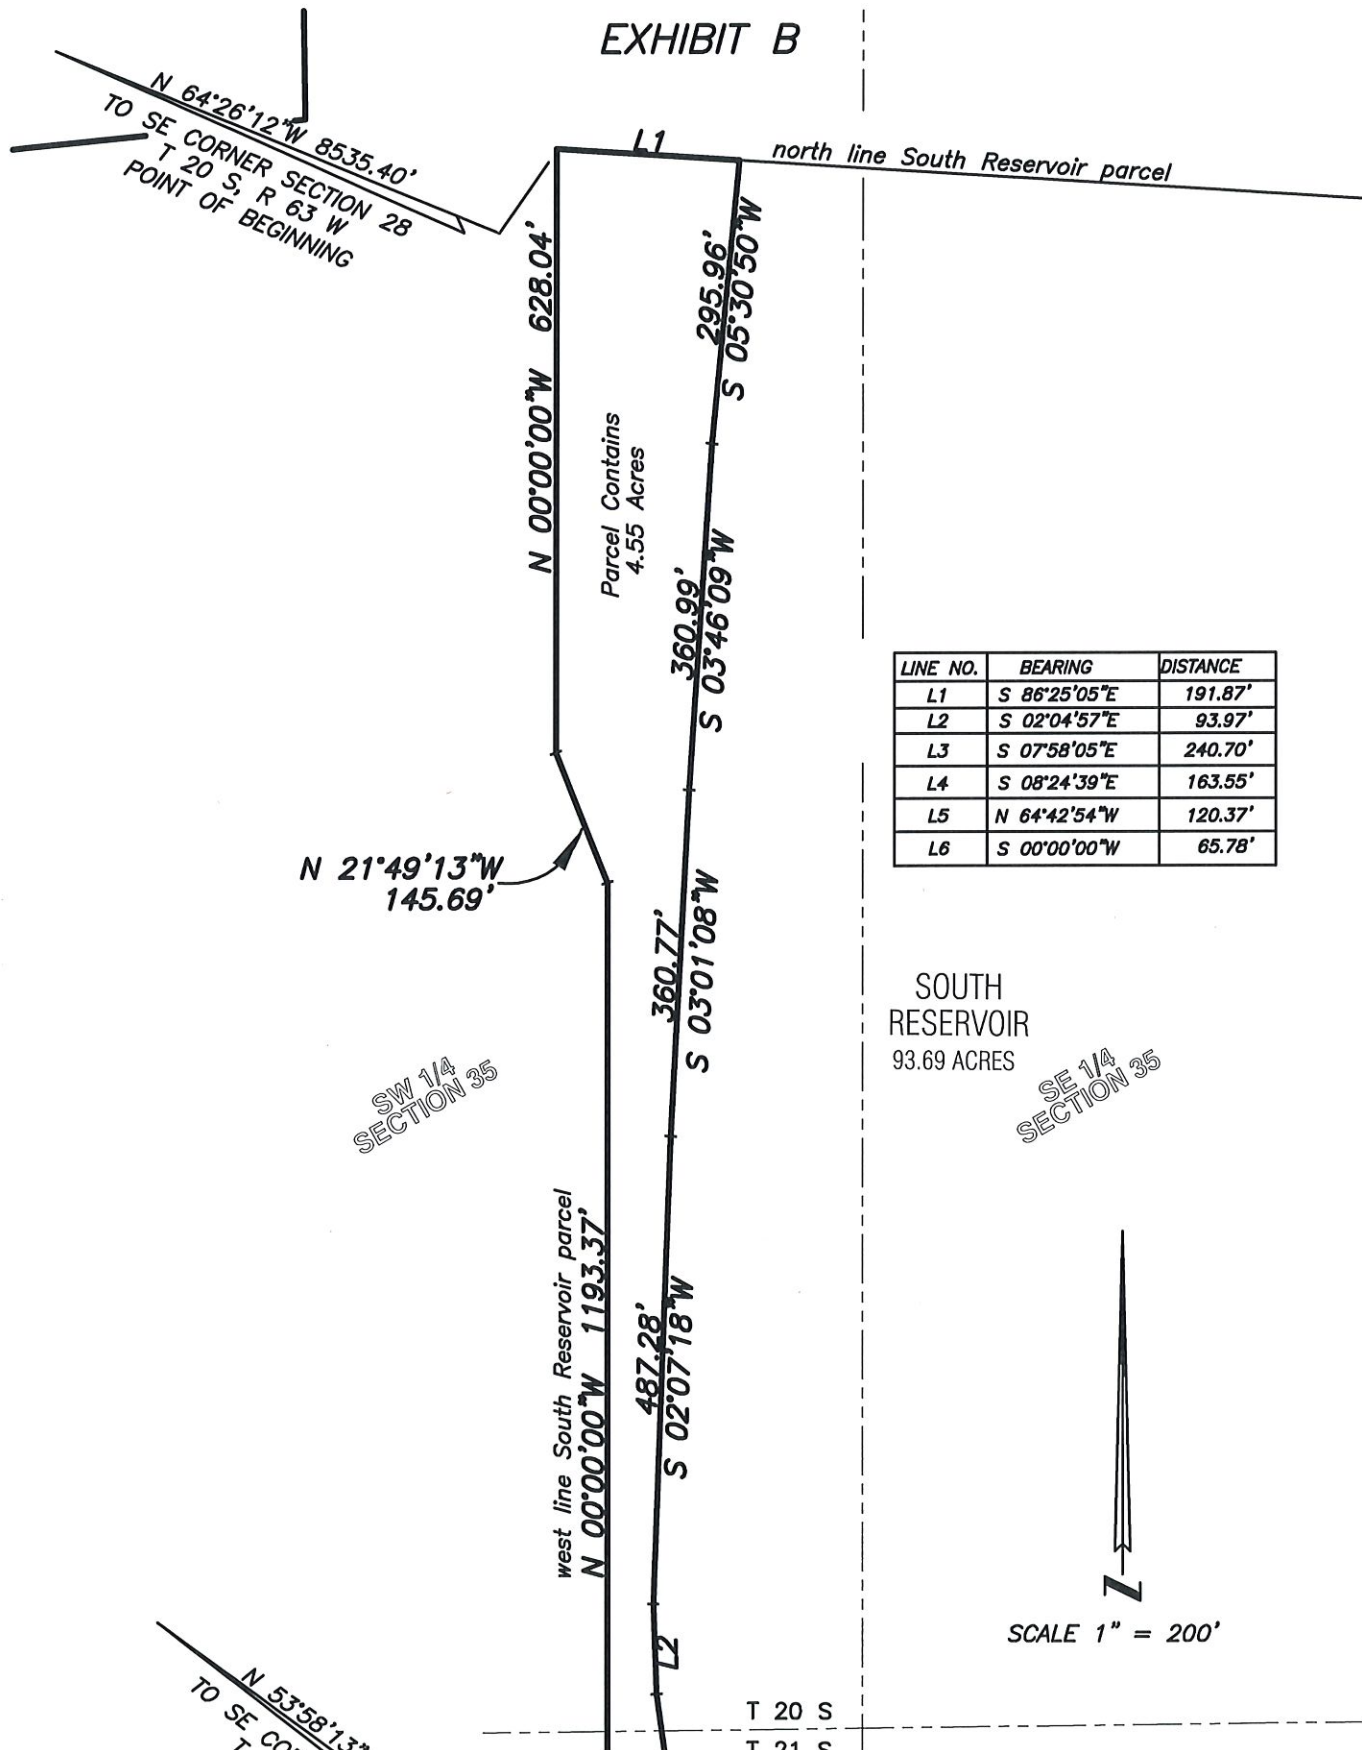 EXHIBIT B
N 64°26'12"W 8535.40'
TO SE CORNER SECTION 28
T 20 S, R 63 W
POINT OF BEGINNING
L1
north line South Reservoir parcel
N 00°00'00"W 628.04'
295.96'
S 05°30'50"W
Parcel Contains
4.55 Acres
360.99'
S 03°46'09"W
LINE NO. BEARING DISTANCE
L1 S 86°25'05"E 191.87'
L2 S 02°04'57"E 93.97'
L3 S 07°58'05"E 240.70'
L4 S 08°24'39"E 163.55'
L5 N 64°42'54"W 120.37'
L6 S 00°00'00"W 65.78'
N 21°49'13"W
145.69'
360.77'
S 03°01'08"W
SOUTH
RESERVOIR
93.69 ACRES
SW 1/4
SECTION 35
SE 1/4
SECTION 35
west line South Reservoir parcel
N 00°00'00"W 1193.37'
487.28'
S 02°07'18"W
N
SCALE 1" = 200'
L2
N 53°58'13"
TO SE CO
T
T 20 S
T 21 S